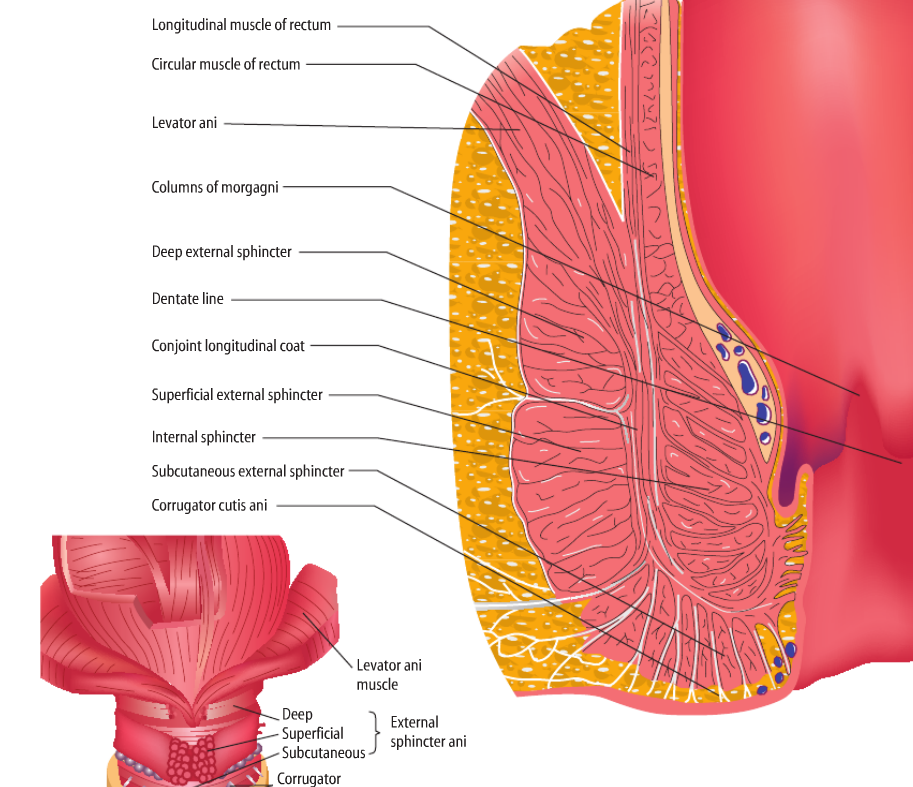 Longitudinal muscle of rectum
Circular muscle of rectum
Levator ani
Columns of morgagni
Deep external sphincter
Dentate line
Conjoint longitudinal coat
Superficial external sphincter
Internal sphincter
Subcutaneous external sphincter
Corrugator cutis ani
Levator ani
muscle
Deep
Superficial
Subcutaneous
External
sphincter ani
Corrugator